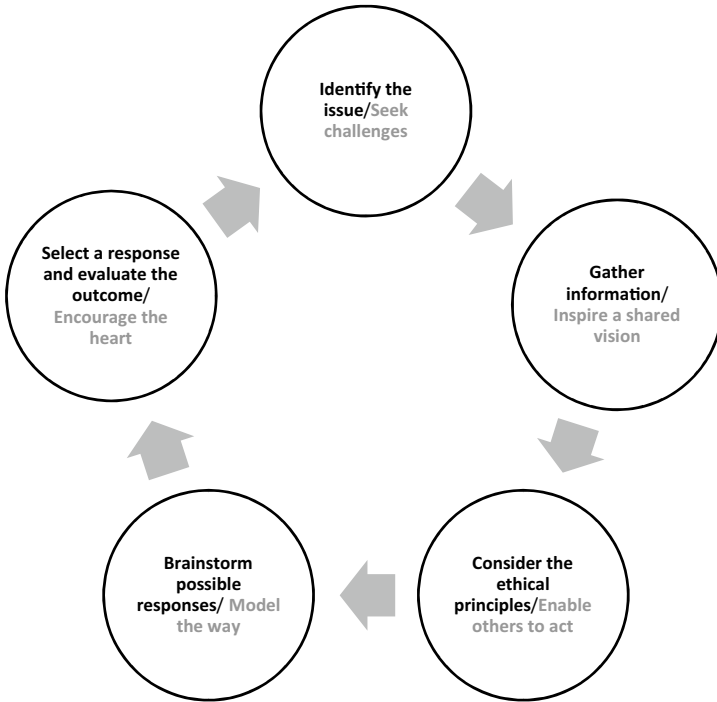 Identify the
issue/Seek
challenges
Gather
information/
Inspire a shared
vision
Consider the
ethical
principles/Enable
others to act
Brainstorm
possible
responses/ Model
the way
Select a response
and evaluate the
outcome/
Encourage the
heart